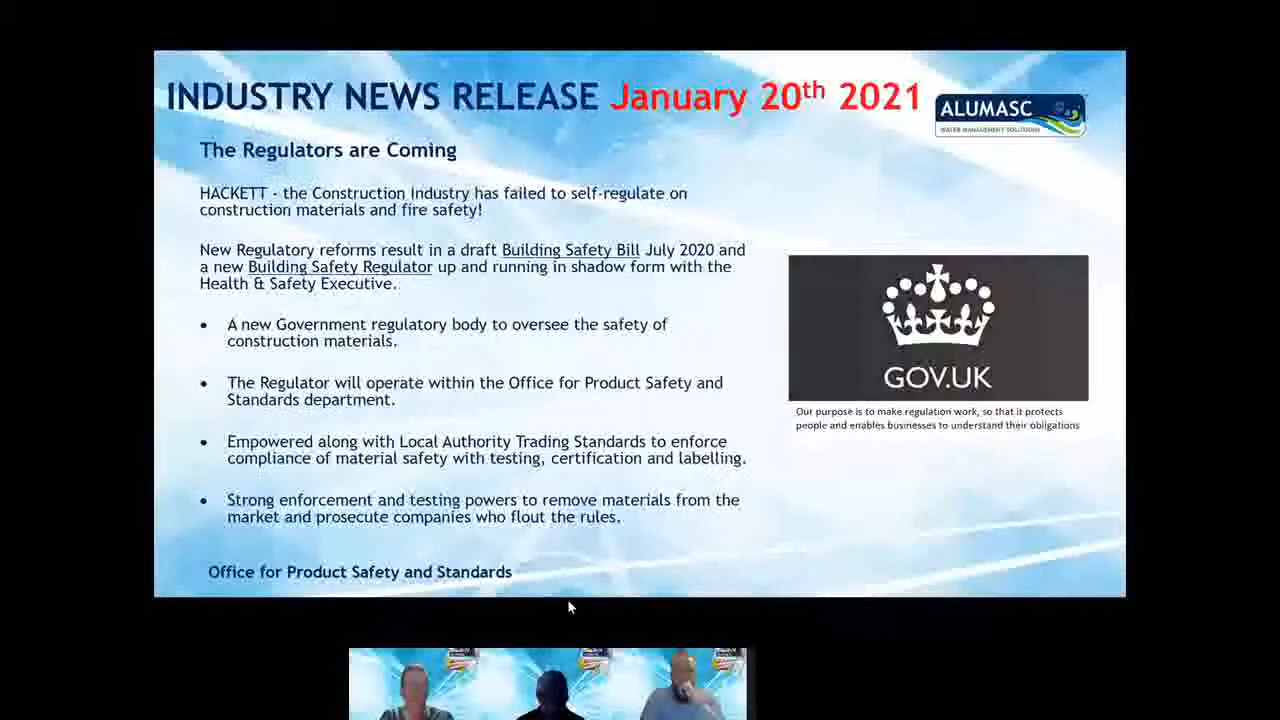 INDUSTRY NEWS RELEASE January 20th 2021
ALUMASC
WATER MANAGEMENT SOLUTIONS
The Regulators are Coming
HACKETT - the Construction Industry has failed to self-regulate on
construction materials and fire safety!
New Regulatory reforms result in a draft Building Safety Bill July 2020 and
a new Building Safety Regulator up and running in shadow form with the
Health & Safety Executive.
• A new Government regulatory body to oversee the safety of
construction materials.
• The Regulator will operate within the Office for Product Safety and
Standards department.
• Empowered along with Local Authority Trading Standards to enforce
compliance of material safety with testing, certification and labelling.
• Strong enforcement and testing powers to remove materials from the
market and prosecute companies who flout the rules.
Office for Product Safety and Standards
GOV.UK
Our purpose is to make regulation work, so that it protects
people and enables businesses to understand their obligations